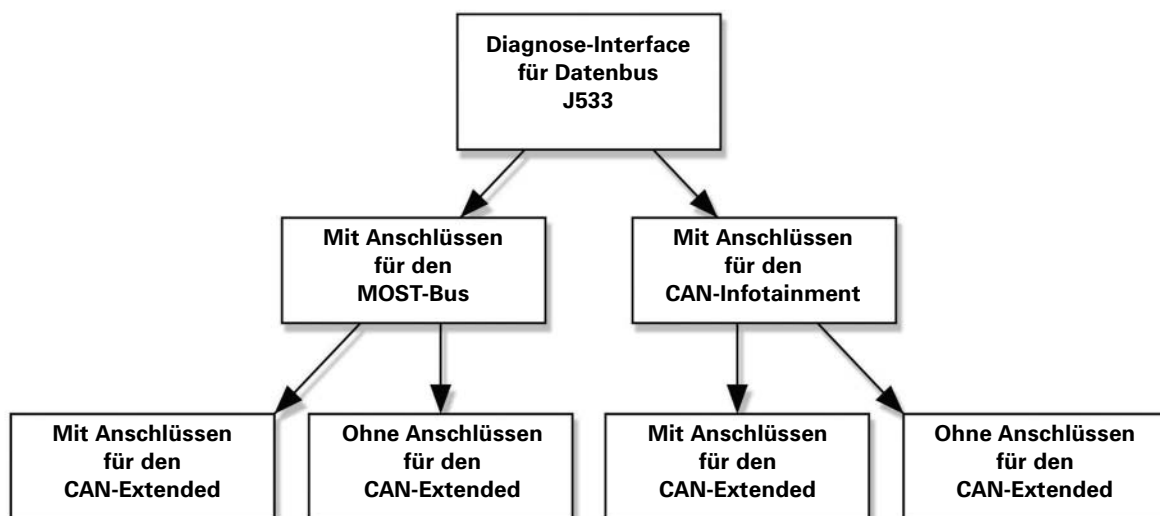 Diagnose-Interface
für Datenbus
J533
Mit Anschlüssen
für den
MOST-Bus
Mit Anschlüssen
für den
CAN-Infotainment
Mit Anschlüssen
für den
CAN-Extended
Ohne Anschlüssen
für den
CAN-Extended
Mit Anschlüssen
für den
CAN-Extended
Ohne Anschlüssen
für den
CAN-Extended